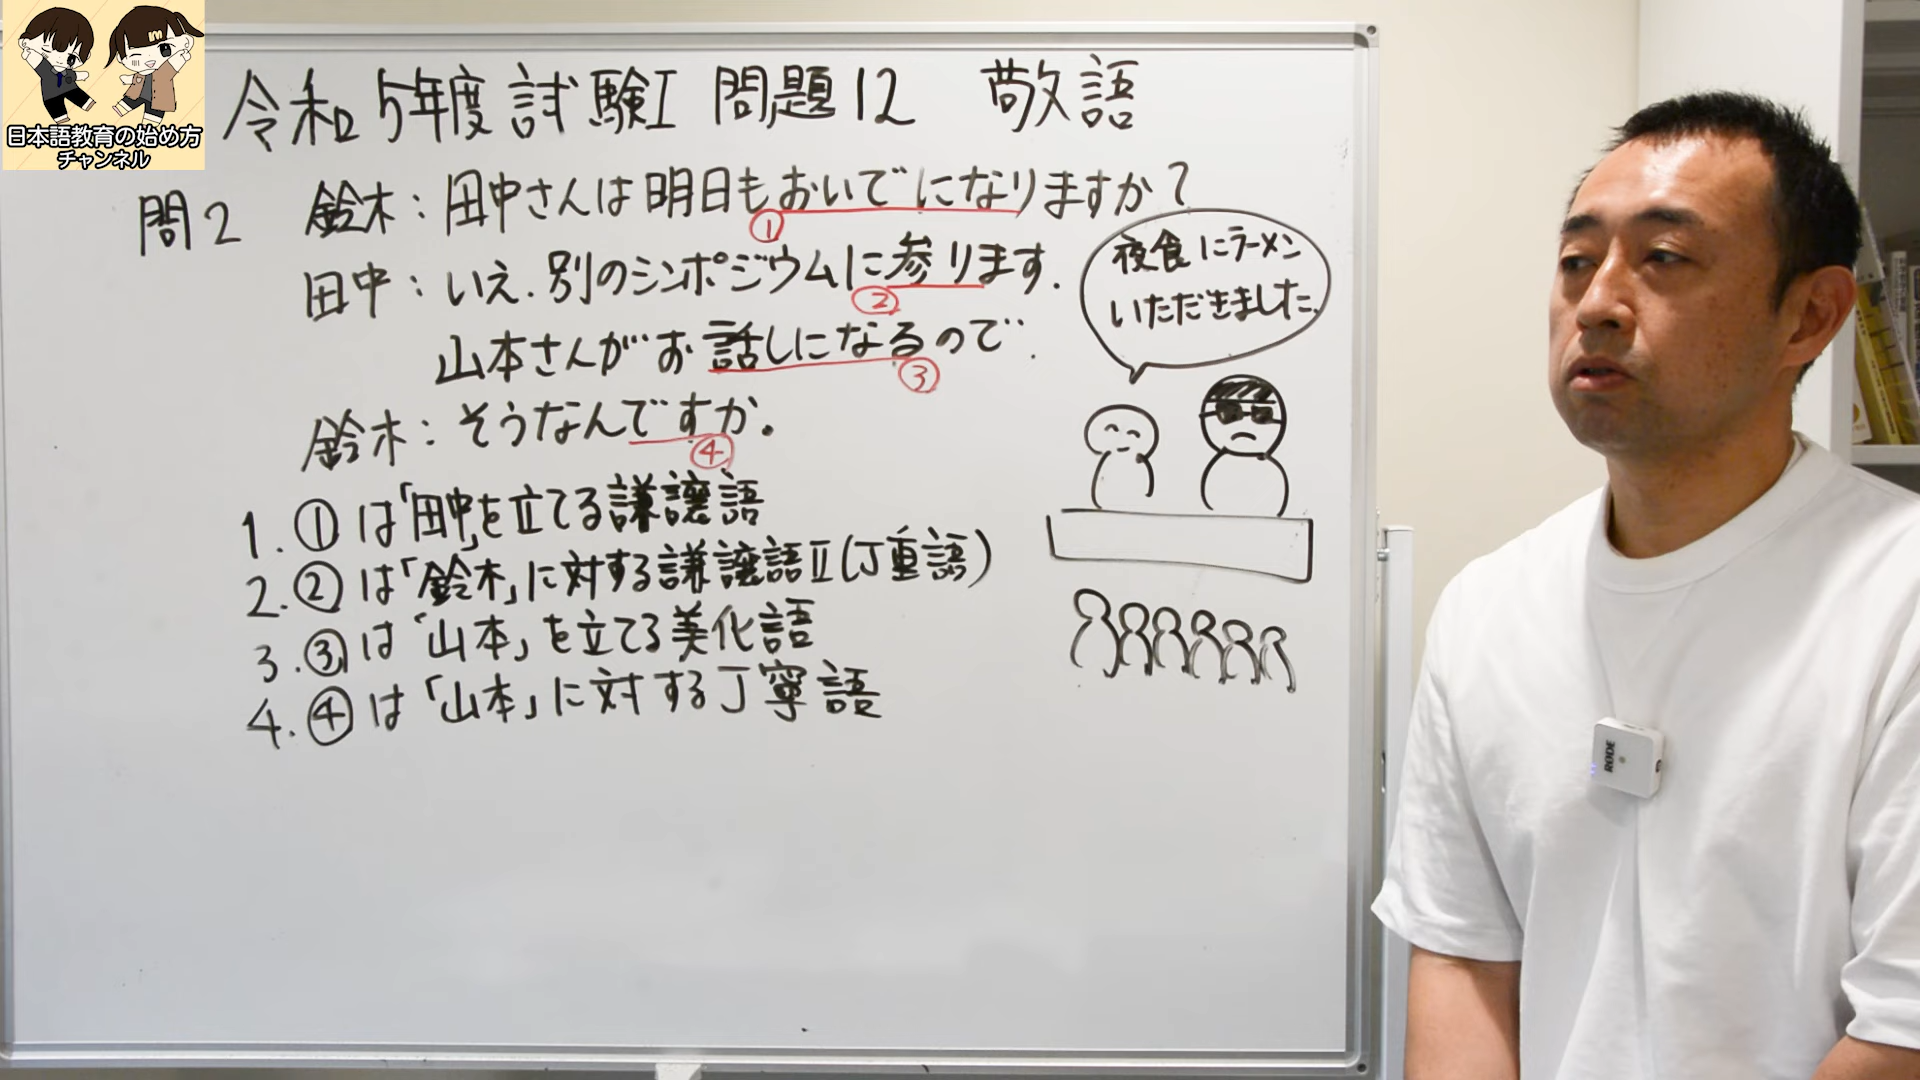 日本語教育の始め方
チャンネル
令和5年度試験I 問題12 敬語
問2 鈴木:田中さんは明日もおいでになりますか?
①
田中:いえ、別のシンポジウムに参ります.
②
山本さんがお話しになるので.
③
鈴木:そうなんですか。
④
1.①は「田中」を立てる謙譲語
2.②は「鈴木」に対する謙譲語II(丁重語)
3.③は「山本」を立てる美化語
4.④は「山本」に対する丁寧語
夜食にラーメン
いただきました.
RODE